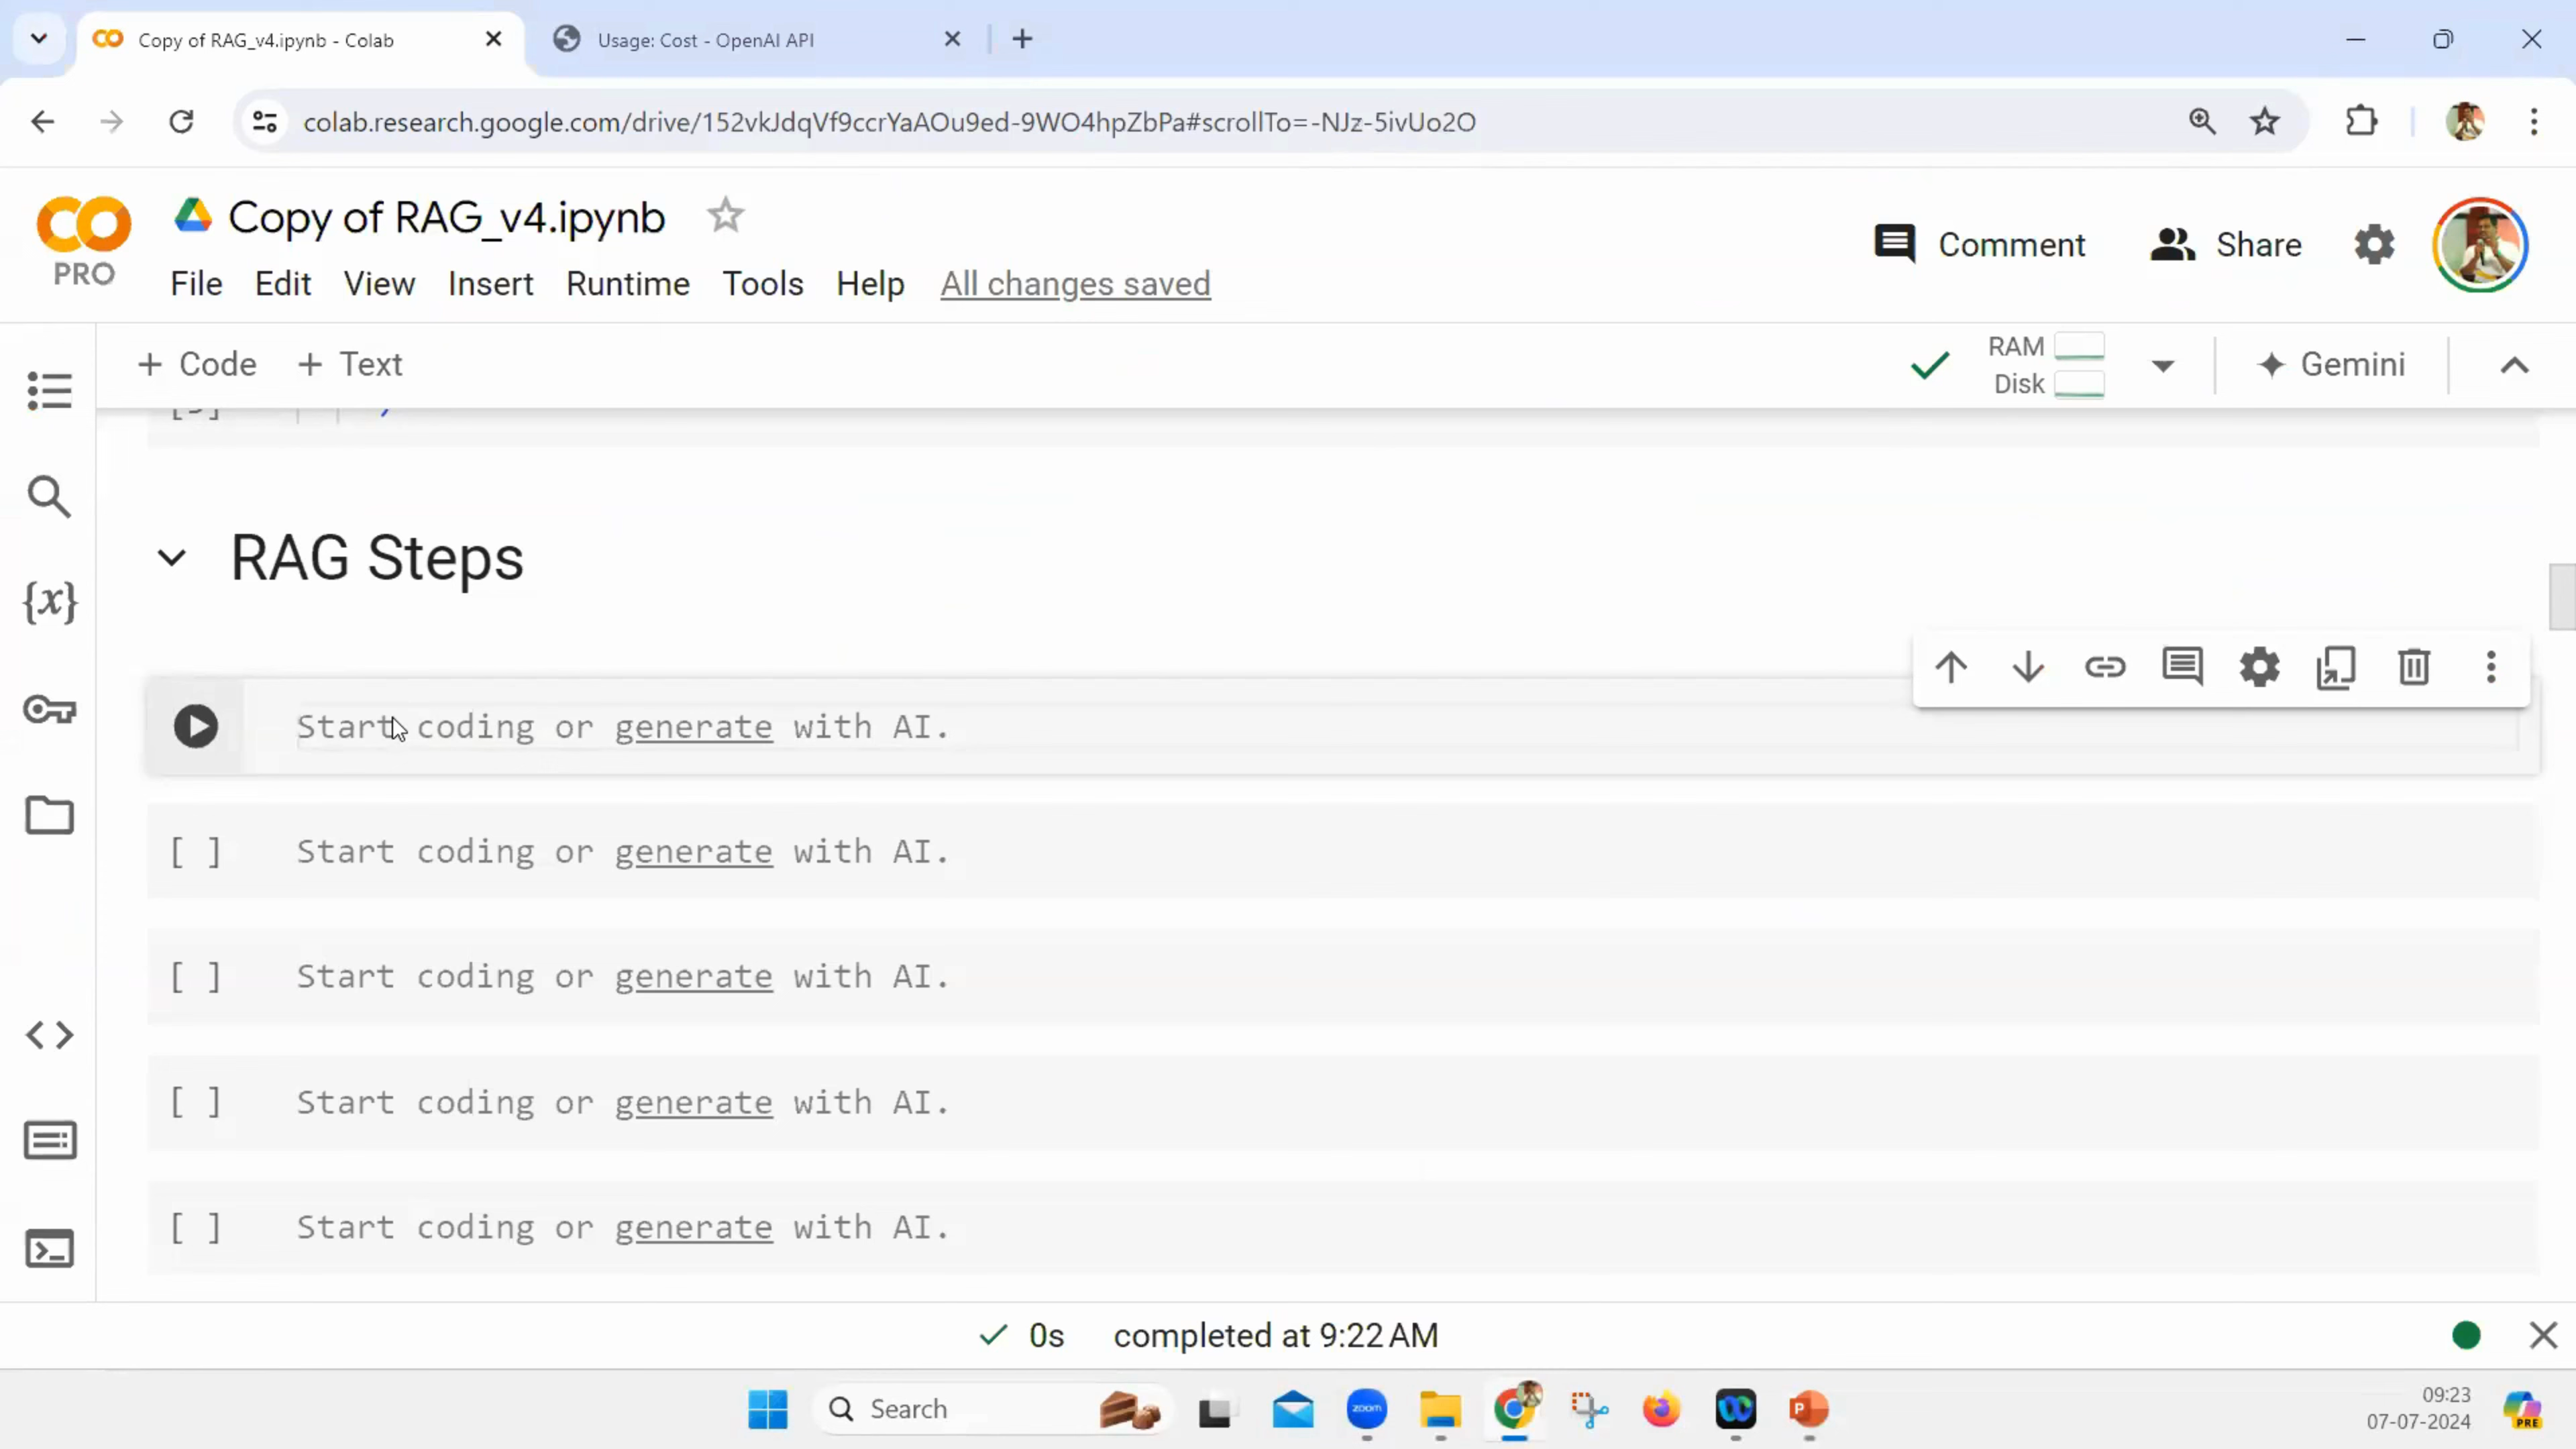 Copy of RAG_v4.ipynb - Colab
Usage: Cost - OpenAI API
colab.research.google.com/drive/152vkJdqVf9ccrYaAOu9ed-9WO4hpZbPa#scrollTo=-NJz-5ivUo2O
PRO
Copy of RAG_v4.ipynb
File Edit View Insert Runtime Tools Help All changes saved
Comment
Share
+ Code + Text
RAM
Disk
Gemini
RAG Steps
Start coding or generate with AI.
[ ] Start coding or generate with AI.
[ ] Start coding or generate with AI.
[ ] Start coding or generate with AI.
[ ] Start coding or generate with AI.
0s completed at 9:22 AM
Search
zoom
09:23
07-07-2024
PRE